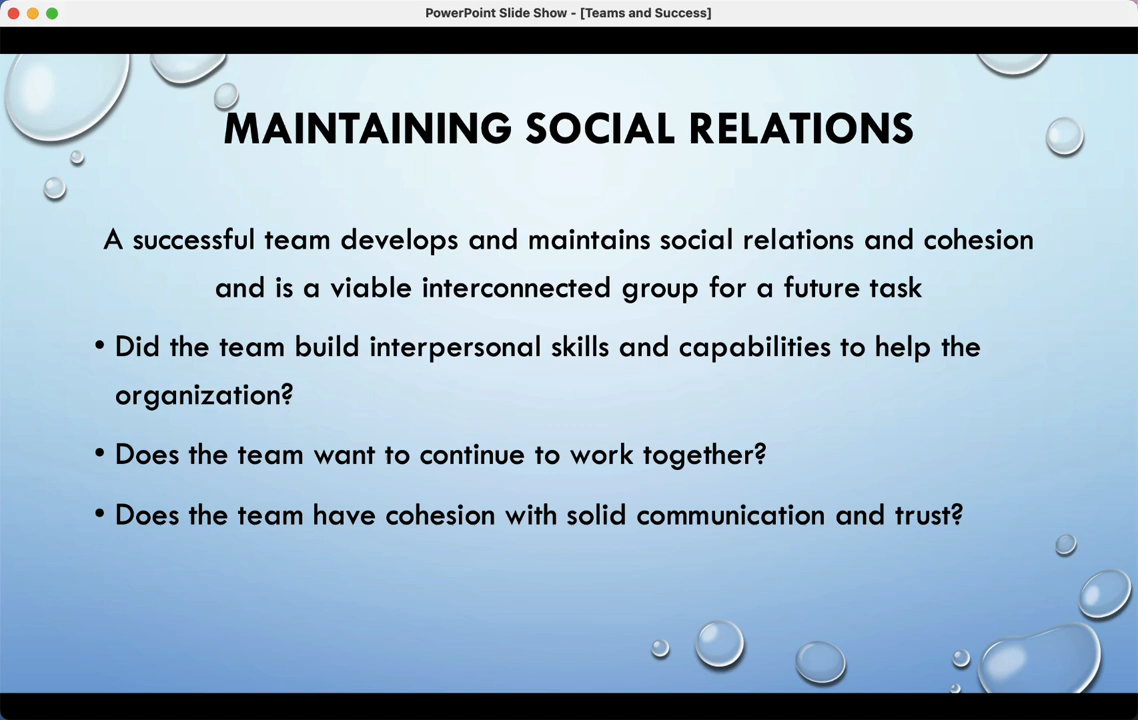 PowerPoint Slide Show - [Teams and Success]
MAINTAINING SOCIAL RELATIONS
A successful team develops and maintains social relations and cohesion
and is a viable interconnected group for a future task
• Did the team build interpersonal skills and capabilities to help the
organization?
• Does the team want to continue to work together?
• Does the team have cohesion with solid communication and trust?